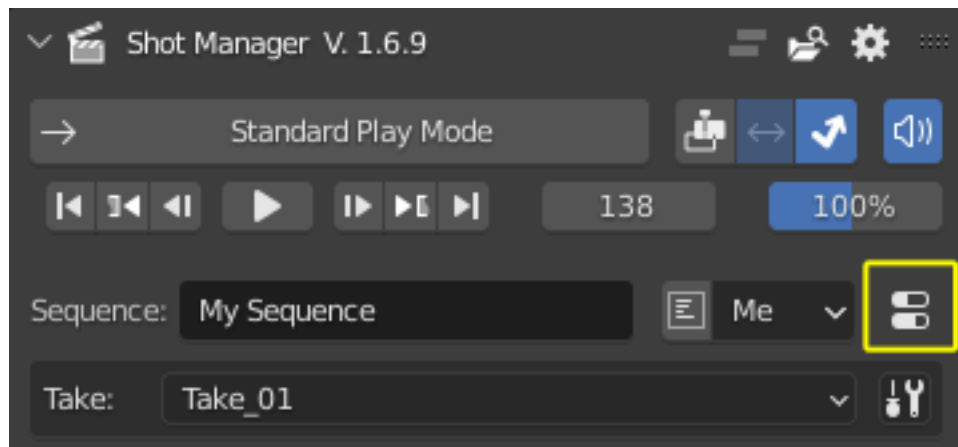 Shot Manager V. 1.6.9
Standard Play Mode
138 100%
Sequence: My Sequence Me
Take: Take_01